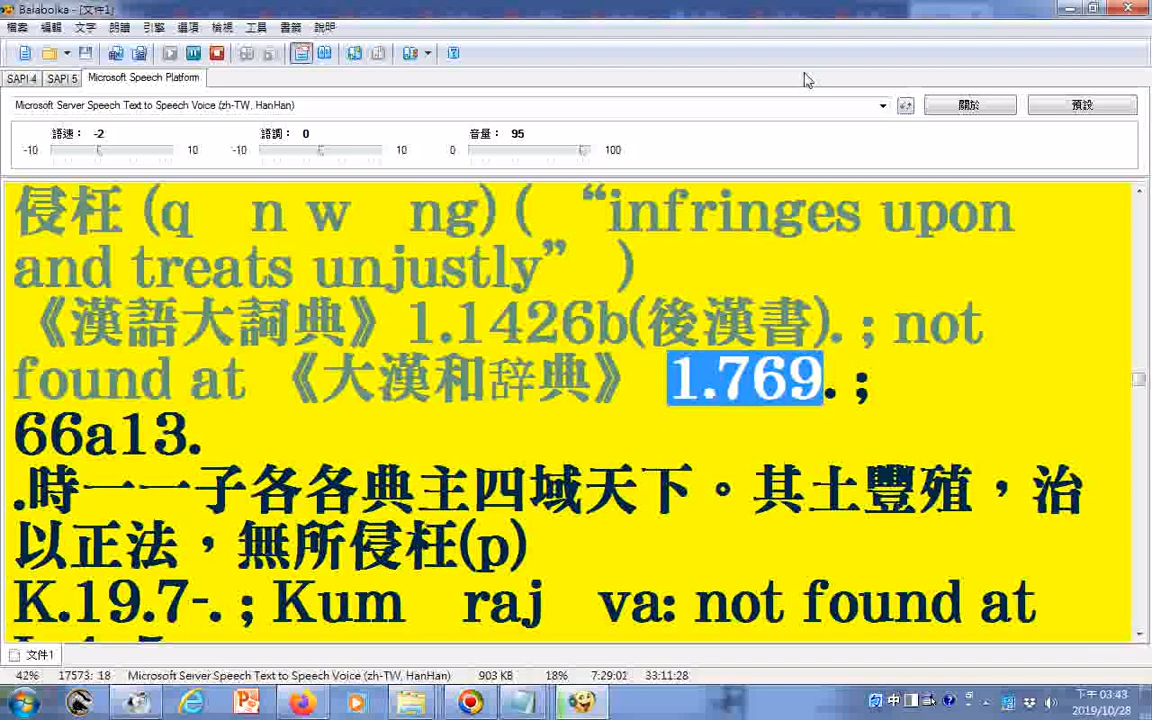 Balabolka - [文件1]
檔案 編輯 文字 朗讀 引擎 選項 檢視 工具 書籤 說明
SAPI 4 SAPI 5 Microsoft Speech Platform
Microsoft Server Speech Text to Speech Voice (zh-TW, HanHan) 關於 預設
語速： -2 語調： 0 音量： 95
-10 10 -10 10 0 100
侵枉 (q n w ng) ( “infringes upon
and treats unjustly” )
《漢語大詞典》 1.1426b(後漢書). ; not
found at 《大漢和辞典》 1.769. ;
66a13.
.時一一子各各典主四域天下。其土豐殖，治
以正法，無所侵枉(p)
K.19.7-. ; Kum raj va: not found at
文件1
42% 17573: 18 Microsoft Server Speech Text to Speech Voice (zh-TW, HanHan) 903 KB 18% 7:29:02 33:11:28
中 下午 03:43
2019/10/28